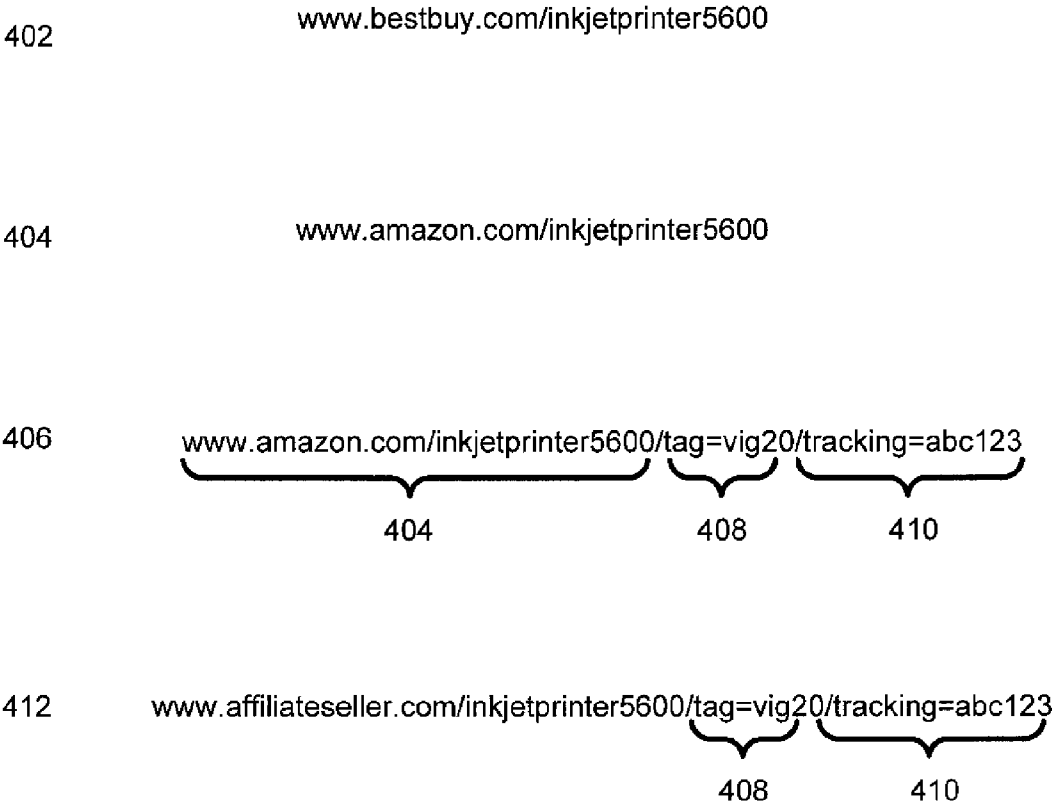 402 www.bestbuy.com/inkjetprinter5600
404 www.amazon.com/inkjetprinter5600
406 www.amazon.com/inkjetprinter5600/tag=vig20/tracking=abc123
404 408 410
412 www.affiliateseller.com/inkjetprinter5600/tag=vig20/tracking=abc123
408 410